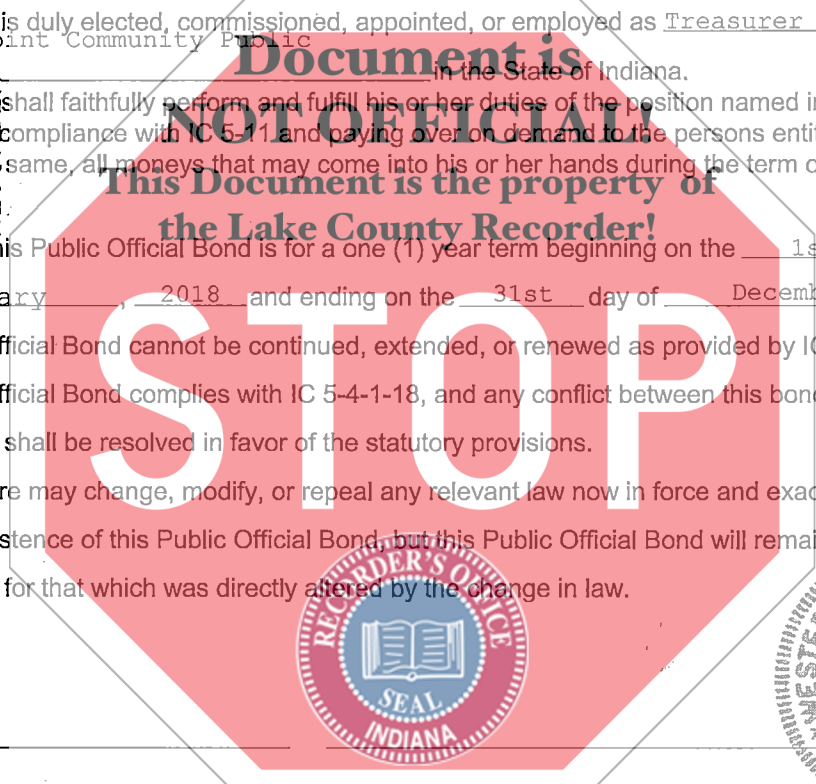 is duly elected, commissioned, appointed, or employed as Treasurer
int Community Public
in the State of Indiana.
shall faithfully perform and fulfill his or her duties of the position named i
compliance with IC 5-11 and paying over on demand to the persons entit
same, all moneys that may come into his or her hands during the term o
is Public Official Bond is for a one (1) year term beginning on the 1s
ary , 2018 and ending on the 31st day of Decemb
fficial Bond cannot be continued, extended, or renewed as provided by IC
fficial Bond complies with IC 5-4-1-18, and any conflict between this bond
shall be resolved in favor of the statutory provisions.
re may change, modify, or repeal any relevant law now in force and exac
stence of this Public Official Bond, but this Public Official Bond will remai
for that which was directly altered by the change in law.
Document is
NOT OFFICIAL!
This Document is the property of
the Lake County Recorder!
STOP
RECORDER'S OFFICE
SEAL
INDIANA
WESTE